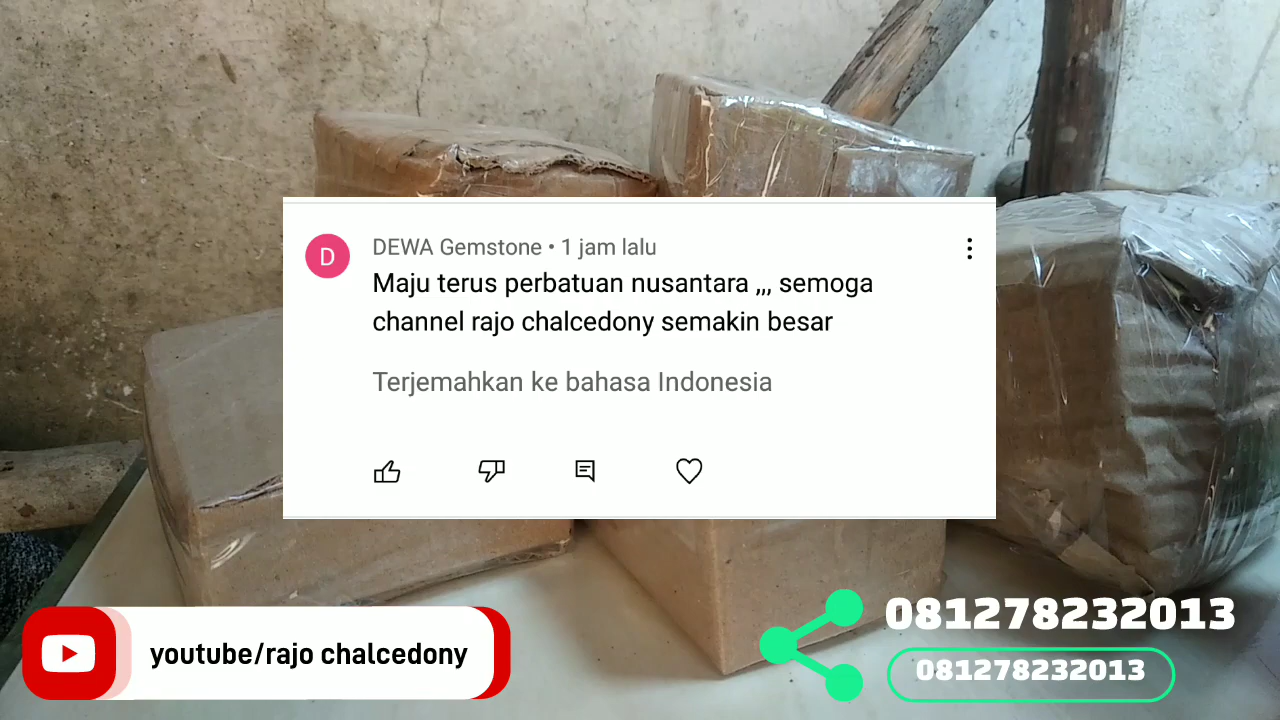 D
DEWA Gemstone • 1 jam lalu
Maju terus perbatuan nusantara ,,, semoga
channel rajo chalcedony semakin besar
Terjemahkan ke bahasa Indonesia
youtube/rajo chalcedony
081278232013
081278232013